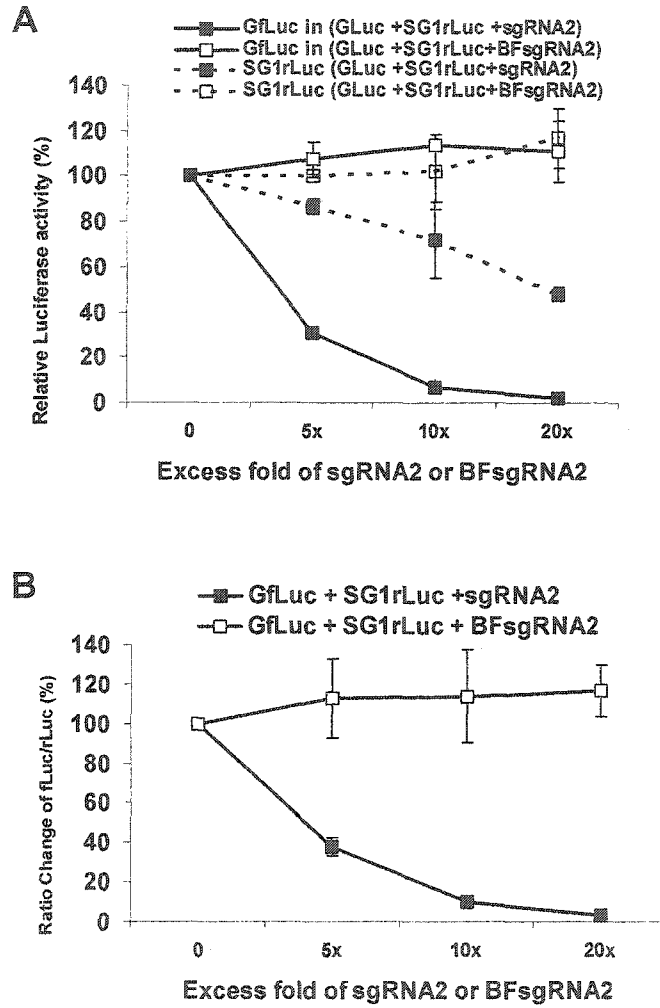 A
GfLuc in (GLuc +SG1rLuc +sgRNA2)
GfLuc in (GLuc +SG1rLuc+BFsgRNA2)
SG1rLuc (GLuc +SG1rLuc+sgRNA2)
SG1rLuc (GLuc +SG1rLuc+BFsgRNA2)
Relative Luciferase activity (%)
140
120
100
80
60
40
20
0
0 5x 10x 20x
Excess fold of sgRNA2 or BFsgRNA2
B
GfLuc + SG1rLuc +sgRNA2
GfLuc + SG1rLuc + BFsgRNA2
Ratio Change of fLuc/rLuc (%)
140
120
100
80
60
40
20
0
0 5x 10x 20x
Excess fold of sgRNA2 or BFsgRNA2